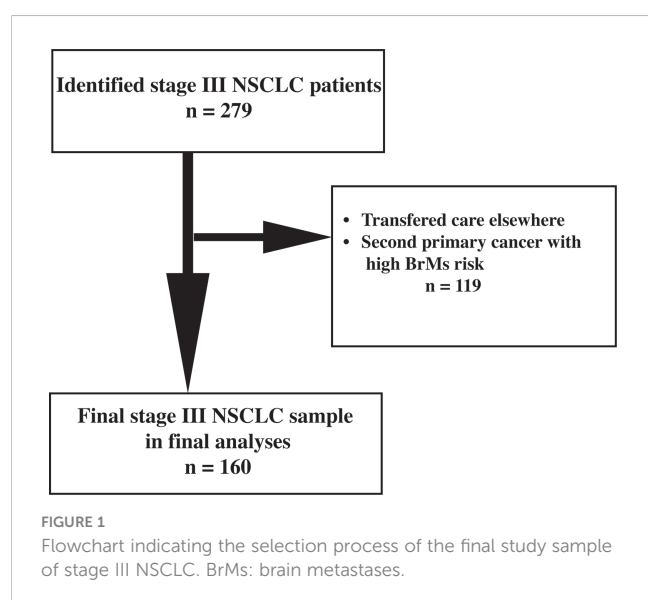 Identified stage III NSCLC patients
n = 279
• Transfered care elsewhere
• Second primary cancer with
high BrMs risk
n = 119
Final stage III NSCLC sample
in final analyses
n = 160
FIGURE 1
Flowchart indicating the selection process of the final study sample
of stage III NSCLC. BrMs: brain metastases.